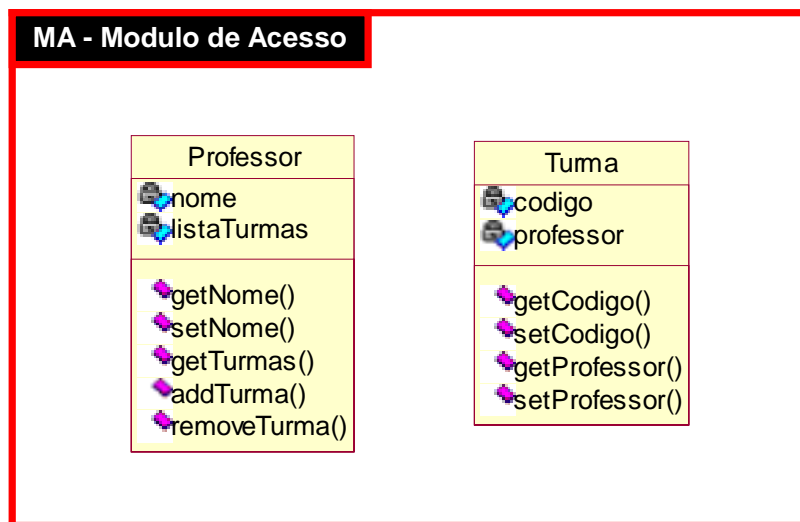 MA - Modulo de Acesso
Professor
nome
listaTurmas
getNome()
setNome()
getTurmas()
addTurma()
removeTurma()
Turma
codigo
professor
getCodigo()
setCodigo()
getProfessor()
setProfessor()